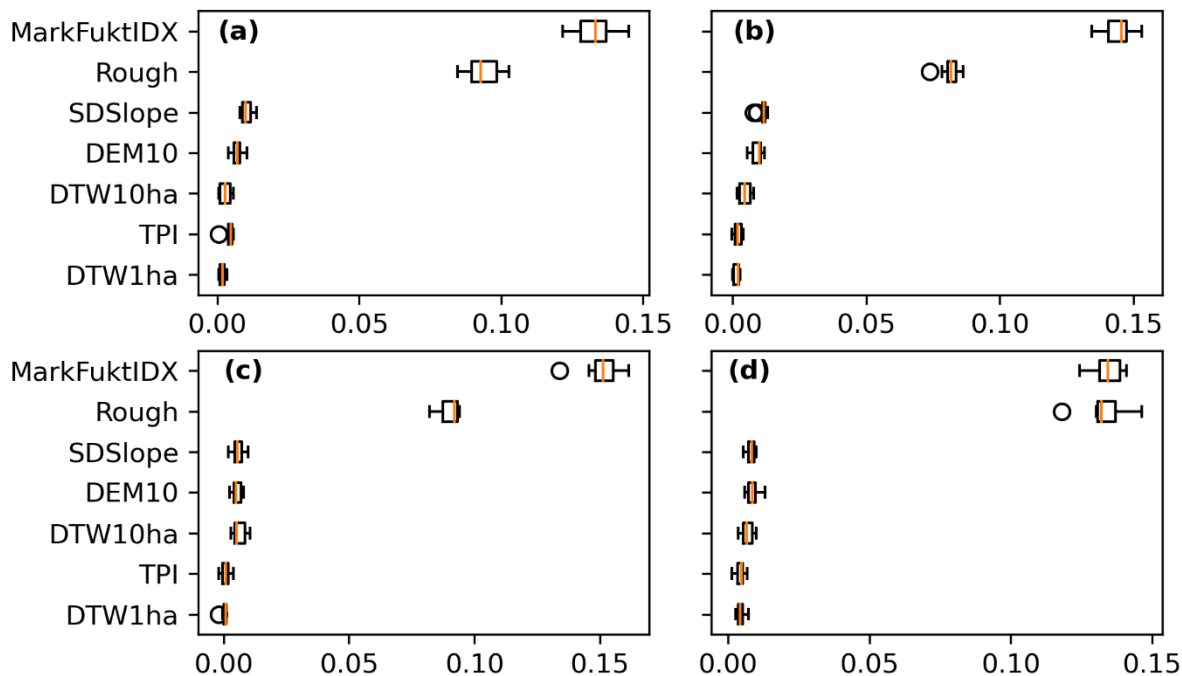 MarkFuktIDX
Rough
SDSlope
DEM10
DTW10ha
TPI
DTW1ha
(a)
0.00 0.05 0.10 0.15
(b)
0.00 0.05 0.10 0.15
MarkFuktIDX
Rough
SDSlope
DEM10
DTW10ha
TPI
DTW1ha
(c)
0.00 0.05 0.10 0.15
(d)
0.00 0.05 0.10 0.15